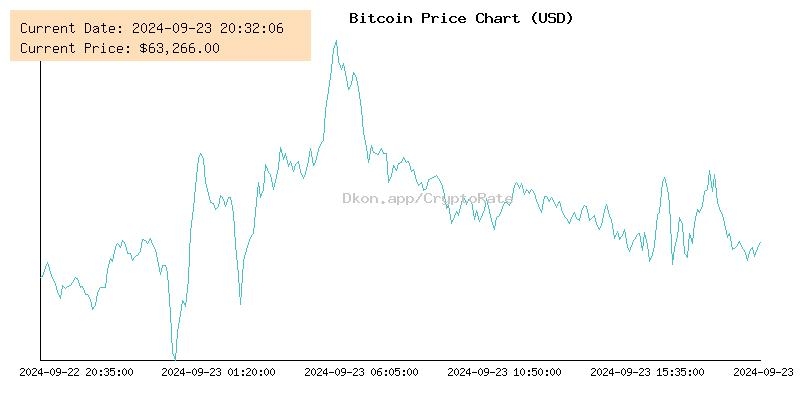 Bitcoin Price Chart (USD)
Current Date: 2024-09-23 20:32:06
Current Price: $63,266.00
Dkon.app/CryptoRate
2024-09-22 20:35:00 2024-09-23 01:20:00 2024-09-23 06:05:00 2024-09-23 10:50:00 2024-09-23 15:35:00 2024-09-23